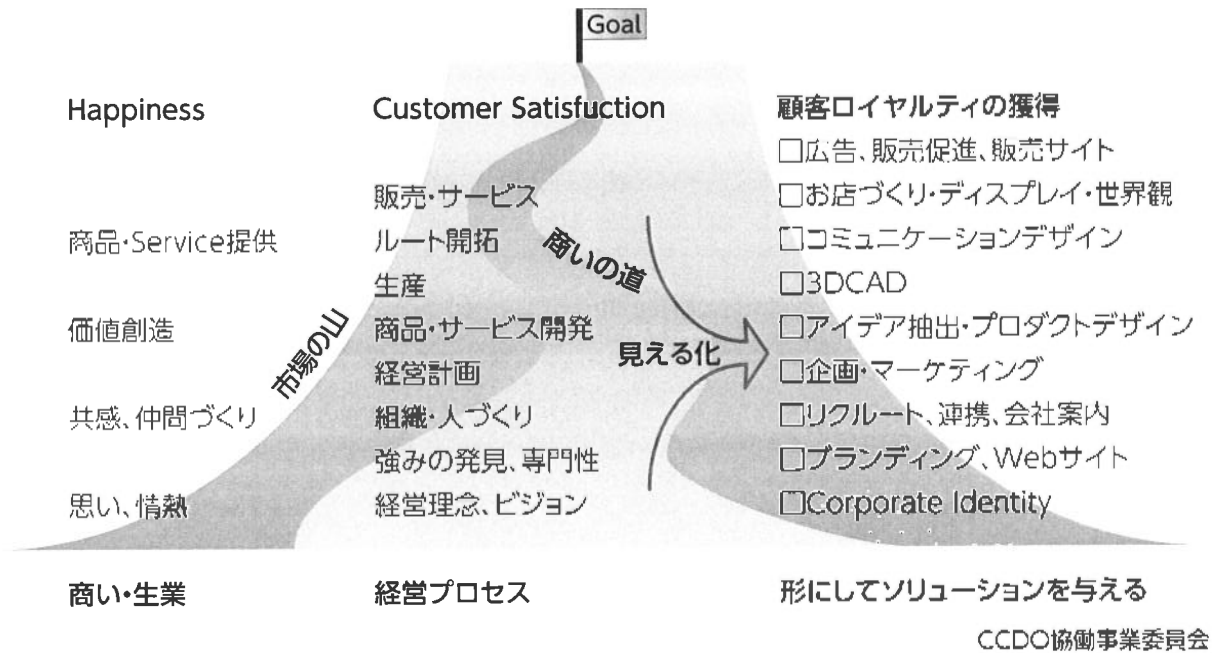 Goal
Happiness
商品・Service提供
価値創造
共感、仲間づくり
思い、情熱
商い・生業
市場の山
Customer Satisfuction
販売・サービス
ルート開拓
生産
商品・サービス開発
経営計画
組織・人づくり
強みの発見、専門性
経営理念、ビジョン
経営プロセス
商いの道
見える化
顧客ロイヤルティの獲得
□広告、販売促進、販売サイト
□お店づくり・ディスプレイ・世界観
□コミュニケーションデザイン
□3DCAD
□アイデア抽出・プロダクトデザイン
□企画・マーケティング
□リクルート、連携、会社案内
□ブランディング、Webサイト
□Corporate Identity
形にしてソリューションを与える
CCDO協働事業委員会